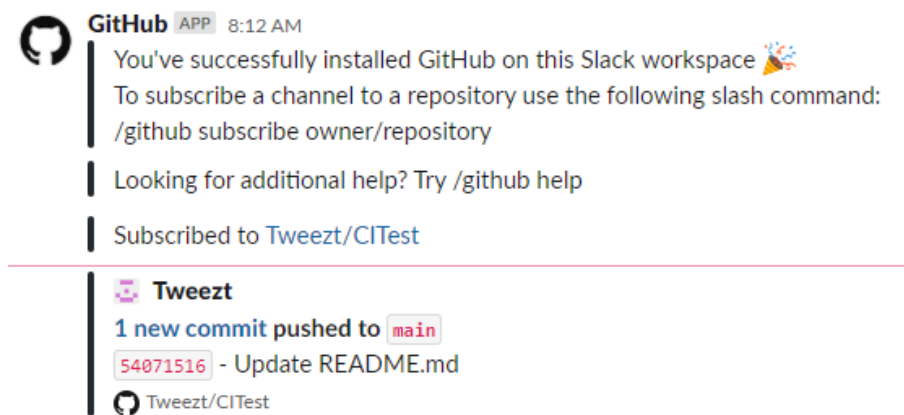 GitHub APP 8:12 AM
You've successfully installed GitHub on this Slack workspace 🎉
To subscribe a channel to a repository use the following slash command:
/github subscribe owner/repository
Looking for additional help? Try /github help
Subscribed to Tweezt/CITest
Tweezt
1 new commit pushed to main
54071516 - Update README.md
Tweezt/CITest